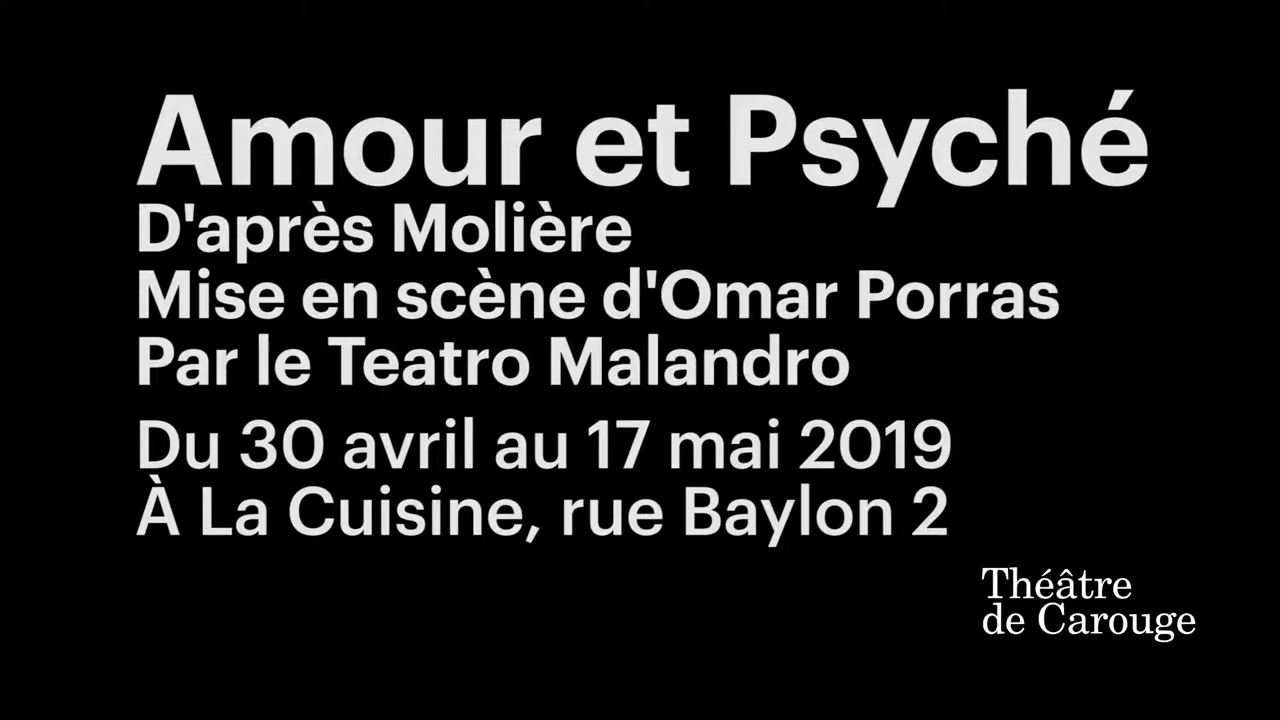 Amour et Psyché
D'après Molière
Mise en scène d'Omar Porras
Par le Teatro Malandro
Du 30 avril au 17 mai 2019
À La Cuisine, rue Baylon 2
Théâtre
de Carouge